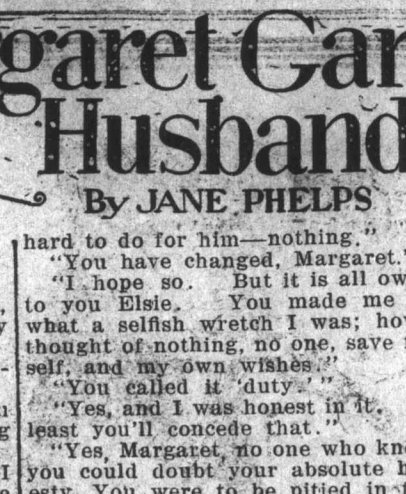 garet Gar
Husband
By JANE PHELPS
hard to do for him—nothing."
"You have changed, Margaret."
"I hope so. But it is all ow
to you Elsie. You made me
what a selfish wretch I was; ho
thought of nothing, no one, save
self, and my own wishes."
"You called it 'duty.'"
"Yes, and I was honest in it.
least you'll concede that."
"Yes, Margaret, no one who kn
you could doubt your absolute h
esty. You were to be pitied in